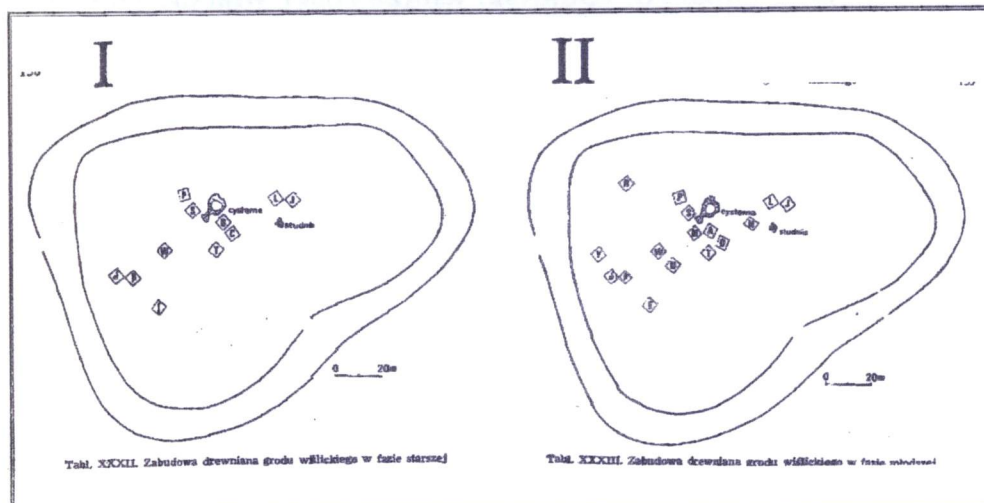 I
II
P
S
cysterna
Ł
J
studnia
G
C
W
T
J
P
S
cysterna
Ł
J
studnia
A
W
Y
J
P
S
0 20m
0 20m
Tabl. XXXII. Zabudowa drewniana grodu wiślickiego w fazie starszej
Tabl. XXXIII. Zabudowa drewniana grodu wiślickiego w fazie młodszej